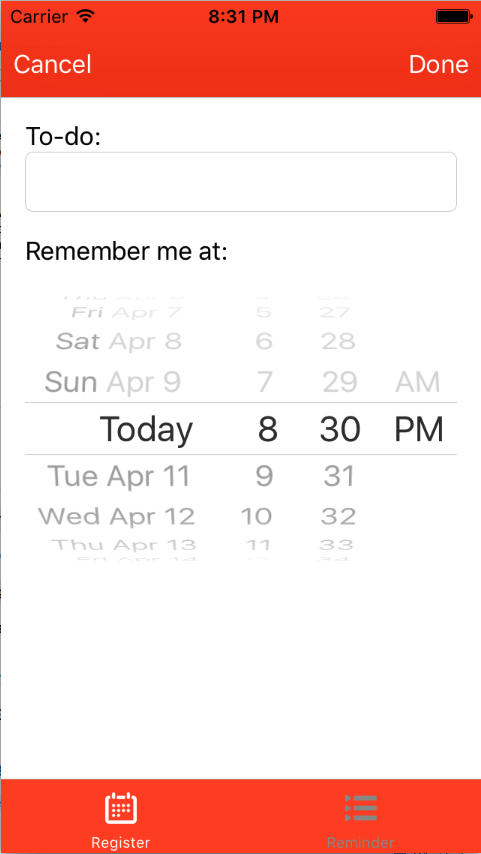 Carrier 8:31 PM
Cancel Done
To-do:
Remember me at:
Fri Apr 7 5 27
Sat Apr 8 6 28
Sun Apr 9 7 29 AM
Today 8 30 PM
Tue Apr 11 9 31
Wed Apr 12 10 32
Thu Apr 13 11 33
Register Reminder